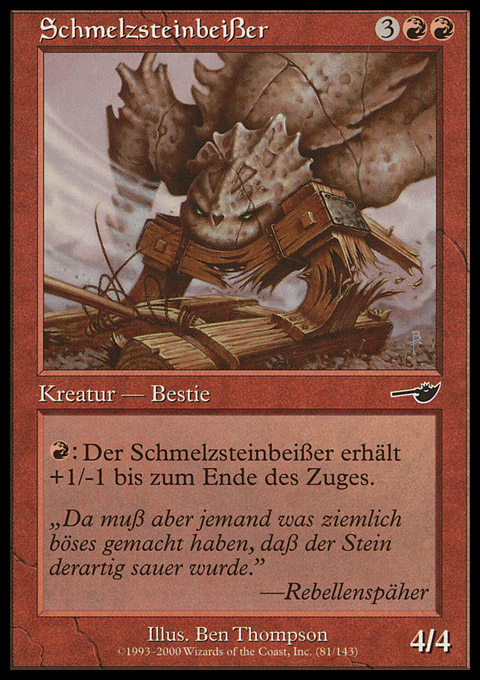 Schmelzsteinbeißer 3
Kreatur — Bestie
: Der Schmelzsteinbeißer erhält
+1/-1 bis zum Ende des Zuges.
„Da muß aber jemand was ziemlich
böses gemacht haben, daß der Stein
derartig sauer wurde.”
—Rebellenspäher
Illus. Ben Thompson
©1993–2000 Wizards of the Coast, Inc. (81/143)
4/4